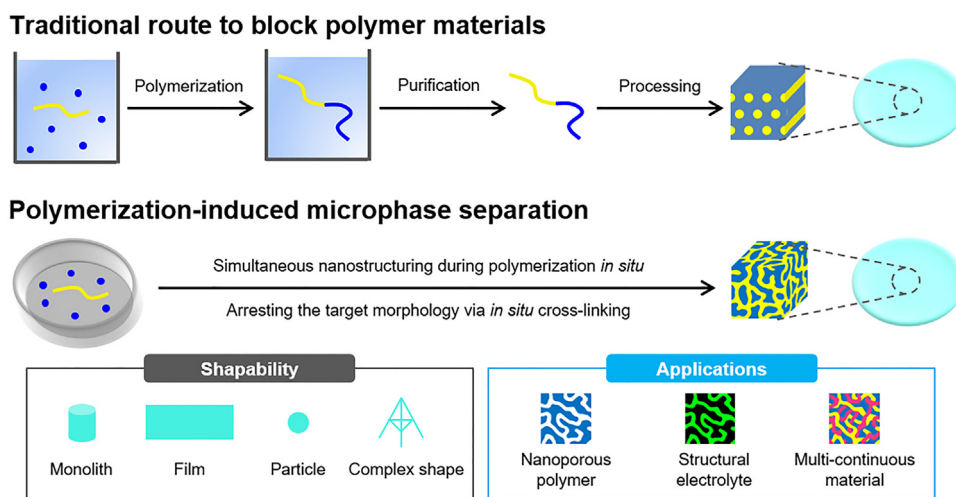 Traditional route to block polymer materials
Polymerization
Purification
Processing
Polymerization-induced microphase separation
Simultaneous nanostructuring during polymerization in situ
Arresting the target morphology via in situ cross-linking
Shapability
Monolith
Film
Particle
Complex shape
Applications
Nanoporous
polymer
Structural
electrolyte
Multi-continuous
material